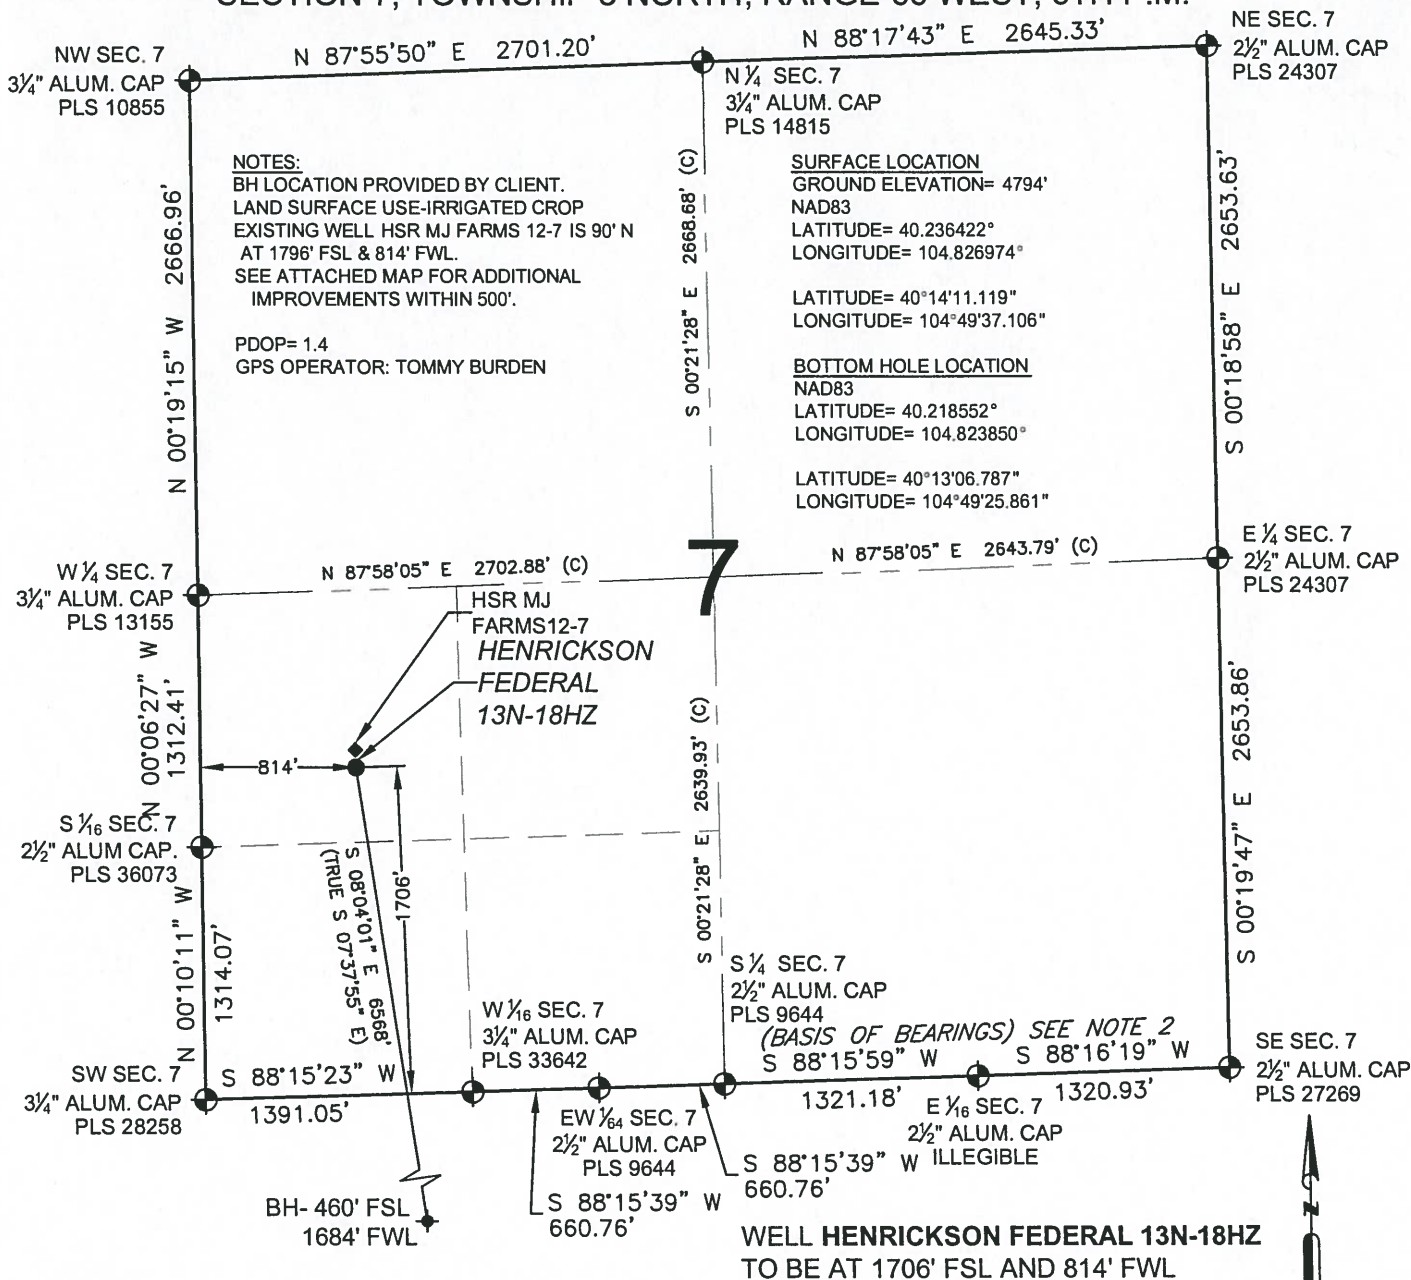 N 87°55'50" E 2701.20'
N 88°17'43" E 2645.33'
NW SEC. 7
3¼" ALUM. CAP
PLS 10855
N ¼ SEC. 7
3¼" ALUM. CAP
PLS 14815
NE SEC. 7
2½" ALUM. CAP
PLS 24307
NOTES:
BH LOCATION PROVIDED BY CLIENT.
LAND SURFACE USE-IRRIGATED CROP
EXISTING WELL HSR MJ FARMS 12-7 IS 90' N
AT 1796' FSL & 814' FWL.
SEE ATTACHED MAP FOR ADDITIONAL
IMPROVEMENTS WITHIN 500'.
PDOP= 1.4
GPS OPERATOR: TOMMY BURDEN
SURFACE LOCATION
GROUND ELEVATION= 4794'
NAD83
LATITUDE= 40.236422°
LONGITUDE= 104.826974°
LATITUDE= 40°14'11.119"
LONGITUDE= 104°49'37.106"
BOTTOM HOLE LOCATION
NAD83
LATITUDE= 40.218552°
LONGITUDE= 104.823850°
LATITUDE= 40°13'06.787"
LONGITUDE= 104°49'25.861"
N 00°19'15" W 2666.96'
S 00°21'28" E 2668.68' (C)
S 00°18'58" E 2653.63'
W ¼ SEC. 7
3¼" ALUM. CAP
PLS 13155
N 87°58'05" E 2702.88' (C)
7
N 87°58'05" E 2643.79' (C)
E ¼ SEC. 7
2½" ALUM. CAP
PLS 24307
HSR MJ
FARMS12-7
HENRICKSON
FEDERAL
13N-18HZ
N 00°06'27" W
1312.41'
814'
1706'
S 08°04'01" E 6568'
(TRUE S 07°37'55" E)
S 00°21'28" E 2639.93' (C)
S 00°19'47" E 2653.86'
S ⅟16 SEC. 7
2½" ALUM CAP.
PLS 36073
N 00°10'11" W
1314.07'
SW SEC. 7
3¼" ALUM. CAP
PLS 28258
S 88°15'23" W
1391.05'
W ⅟16 SEC. 7
3¼" ALUM. CAP
PLS 33642
EW ⅟64 SEC. 7
2½" ALUM. CAP
PLS 9644
S 88°15'39" W
660.76'
S ¼ SEC. 7
2½" ALUM. CAP
PLS 9644
(BASIS OF BEARINGS) SEE NOTE 2
S 88°15'59" W
1321.18'
S 88°16'19" W
1320.93'
S 88°15'39" W
660.76'
E ⅟16 SEC. 7
2½" ALUM. CAP
ILLEGIBLE
SE SEC. 7
2½" ALUM. CAP
PLS 27269
BH- 460' FSL
1684' FWL
WELL HENRICKSON FEDERAL 13N-18HZ
TO BE AT 1706' FSL AND 814' FWL
N